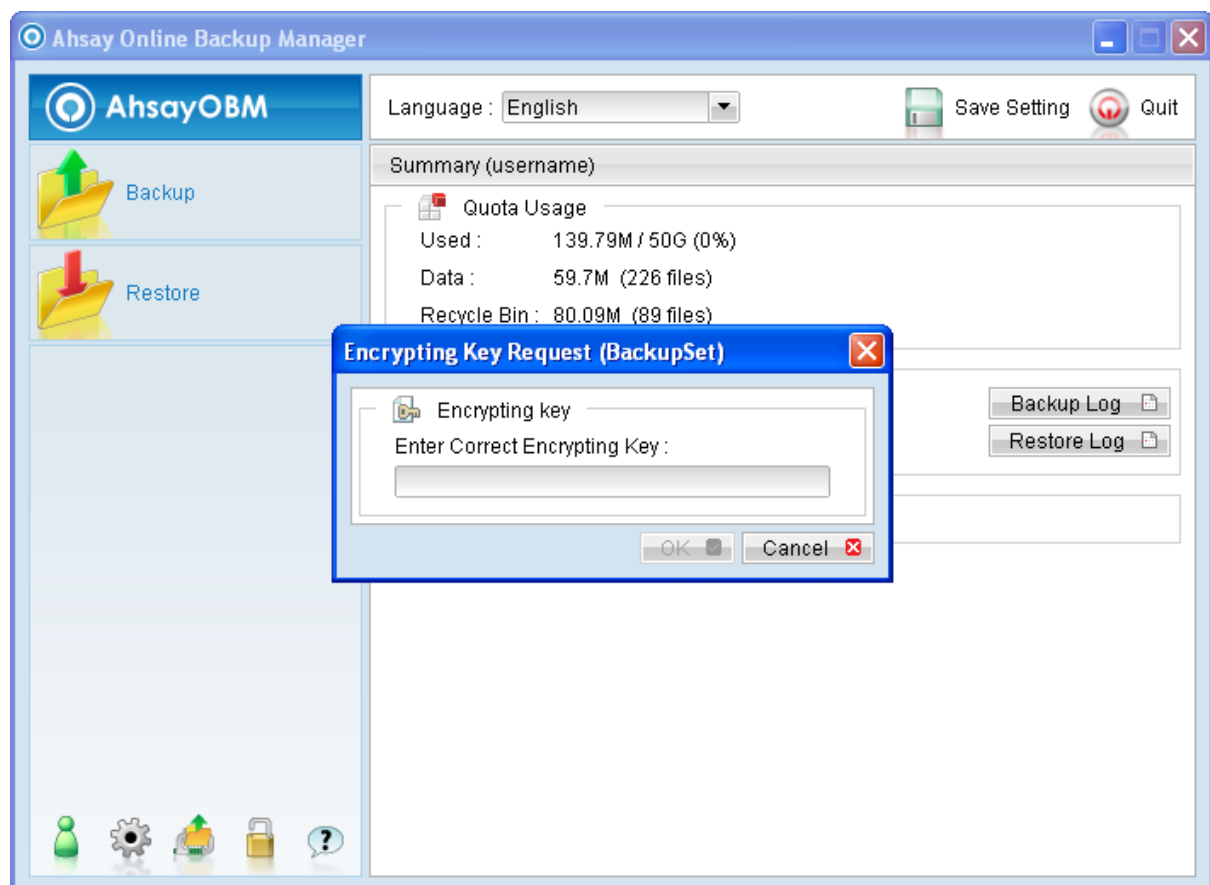 Ahsay Online Backup Manager
AhsayOBM
Language : English
Save Setting
Quit
Backup
Restore
Summary (username)
Quota Usage
Used : 139.79M / 50G (0%)
Data : 59.7M (226 files)
Recycle Bin : 80.09M (89 files)
Encrypting Key Request (BackupSet)
Encrypting key
Enter Correct Encrypting Key :
OK
Cancel
Backup Log
Restore Log
?